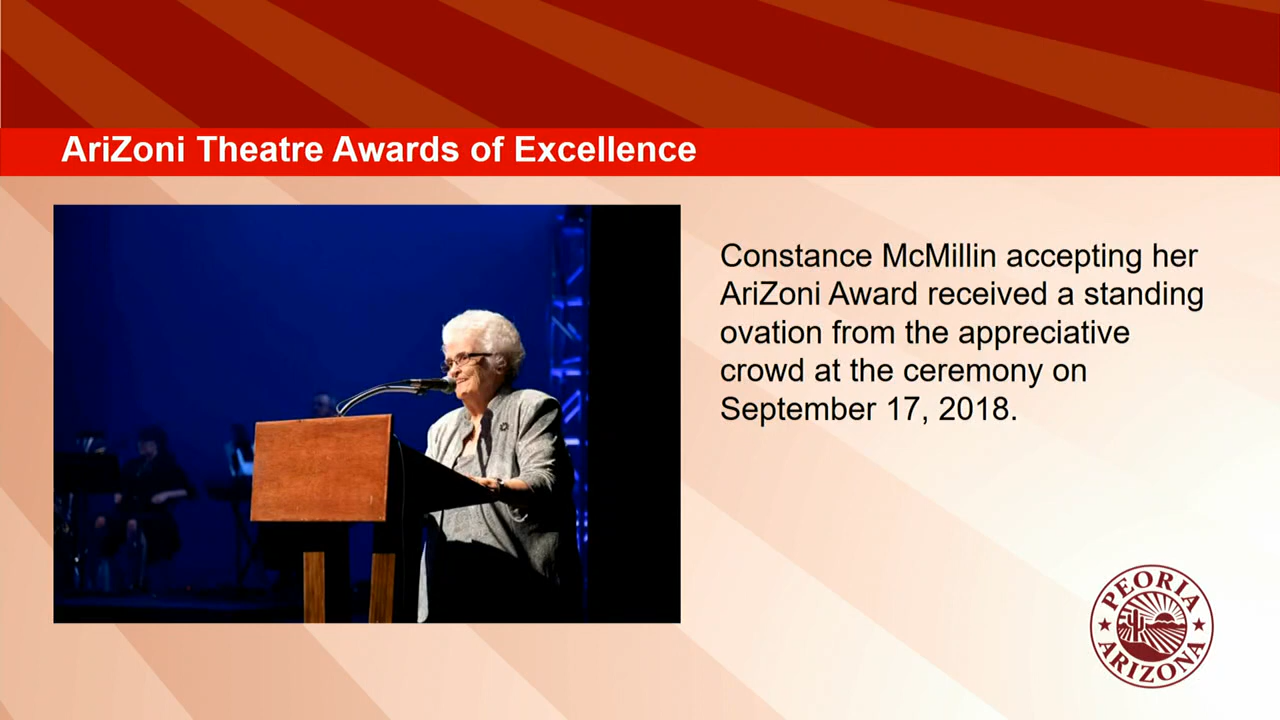 AriZoni Theatre Awards of Excellence
Constance McMillin accepting her
AriZoni Award received a standing
ovation from the appreciative
crowd at the ceremony on
September 17, 2018.
PEORIA
ARIZONA